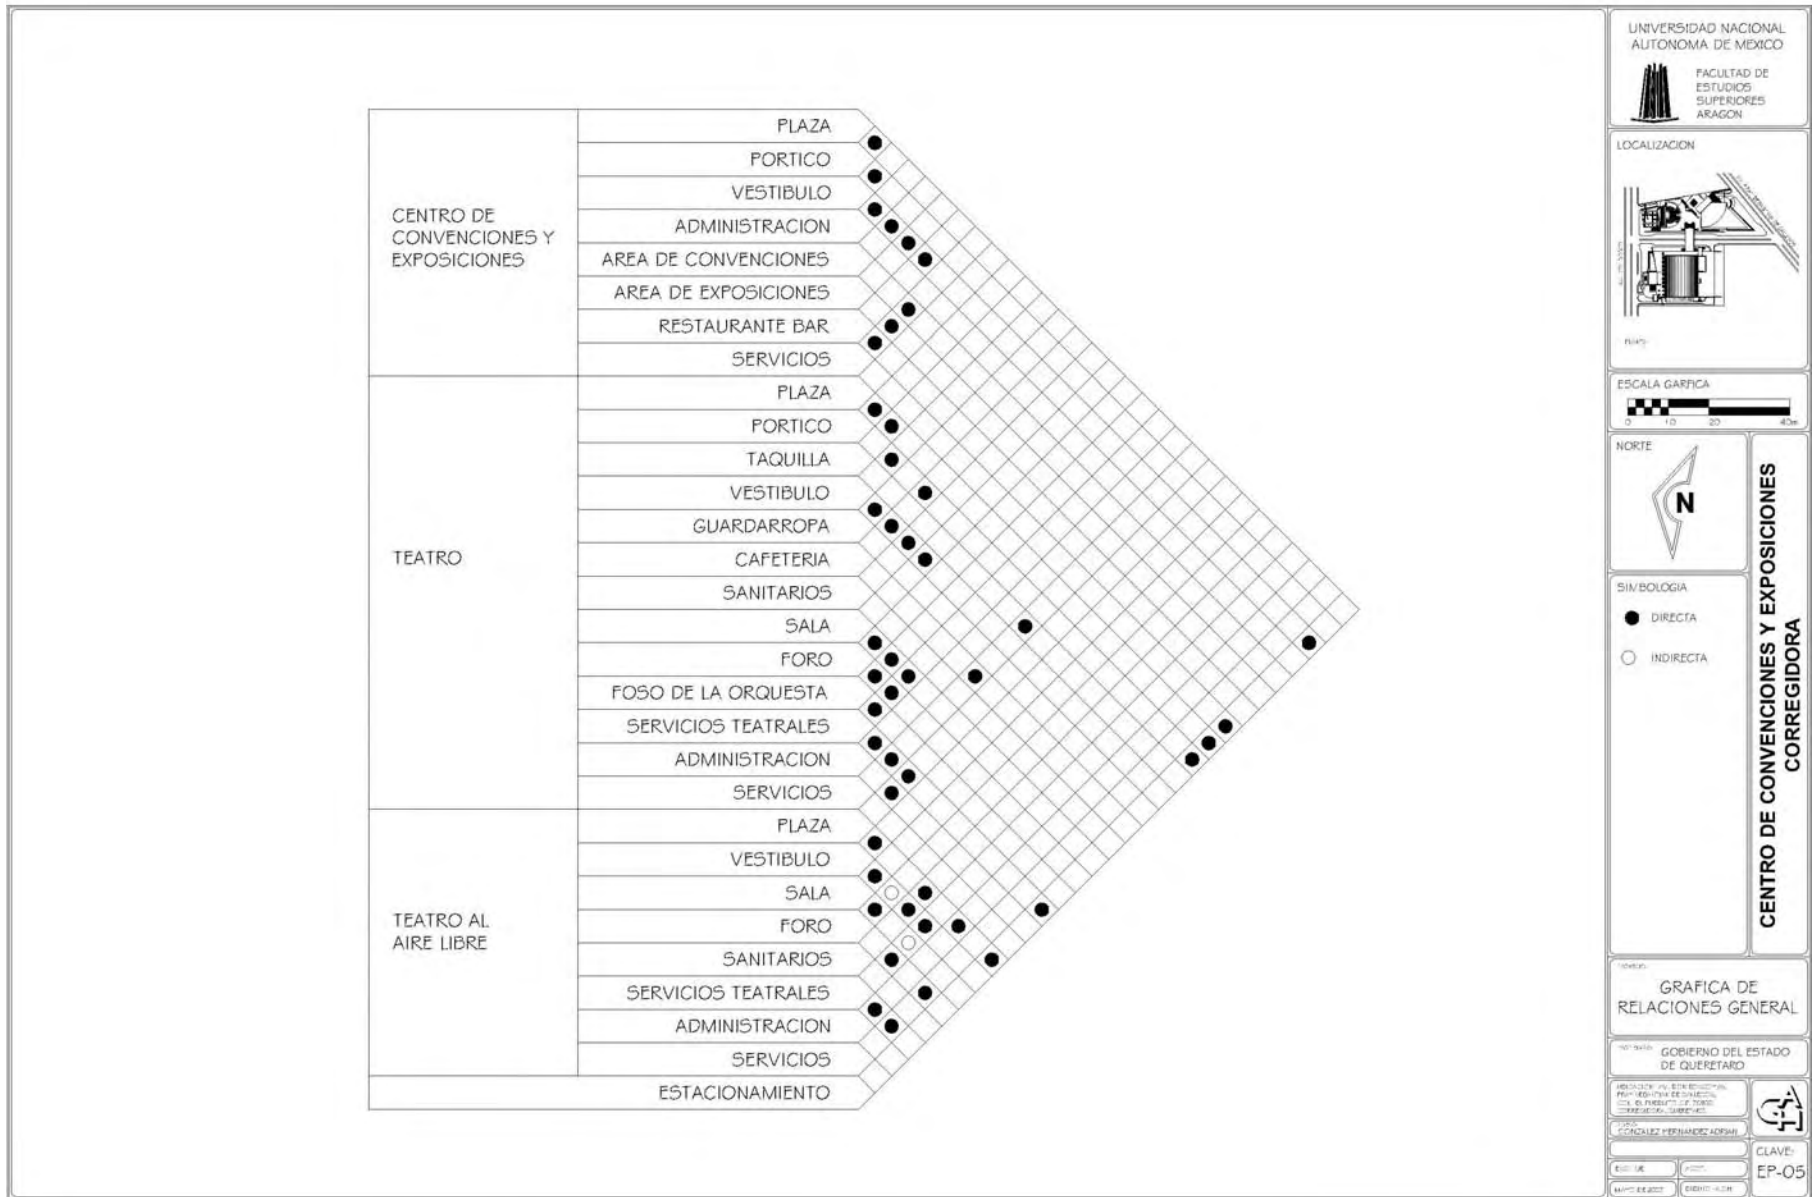 CENTRO DE
CONVENCIONES Y
EXPOSICIONES
PLAZA
PORTICO
VESTIBULO
ADMINISTRACION
AREA DE CONVENCIONES
AREA DE EXPOSICIONES
RESTAURANTE BAR
SERVICIOS
TEATRO
PLAZA
PORTICO
TAQUILLA
VESTIBULO
GUARDARROPA
CAFETERIA
SANITARIOS
SALA
FORO
FOSO DE LA ORQUESTA
SERVICIOS TEATRALES
ADMINISTRACION
SERVICIOS
TEATRO AL
AIRE LIBRE
PLAZA
VESTIBULO
SALA
FORO
SANITARIOS
SERVICIOS TEATRALES
ADMINISTRACION
SERVICIOS
ESTACIONAMIENTO
UNIVERSIDAD NACIONAL
AUTONOMA DE MEXICO
FACULTAD DE
ESTUDIOS
SUPERIORES
ARAGON
LOCALIZACION
ESCALA GARFICA
0 10 20 40m
NORTE
N
SIMBOLOGIA
DIRECTA
INDIRECTA
CENTRO DE CONVENCIONES Y EXPOSICIONES
CORREGIDORA
GRAFICA DE
RELACIONES GENERAL
GOBIERNO DEL ESTADO
DE QUERETARO
GONZALEZ HERNANDEZ ADRIAN
CLAVE:
EP-05